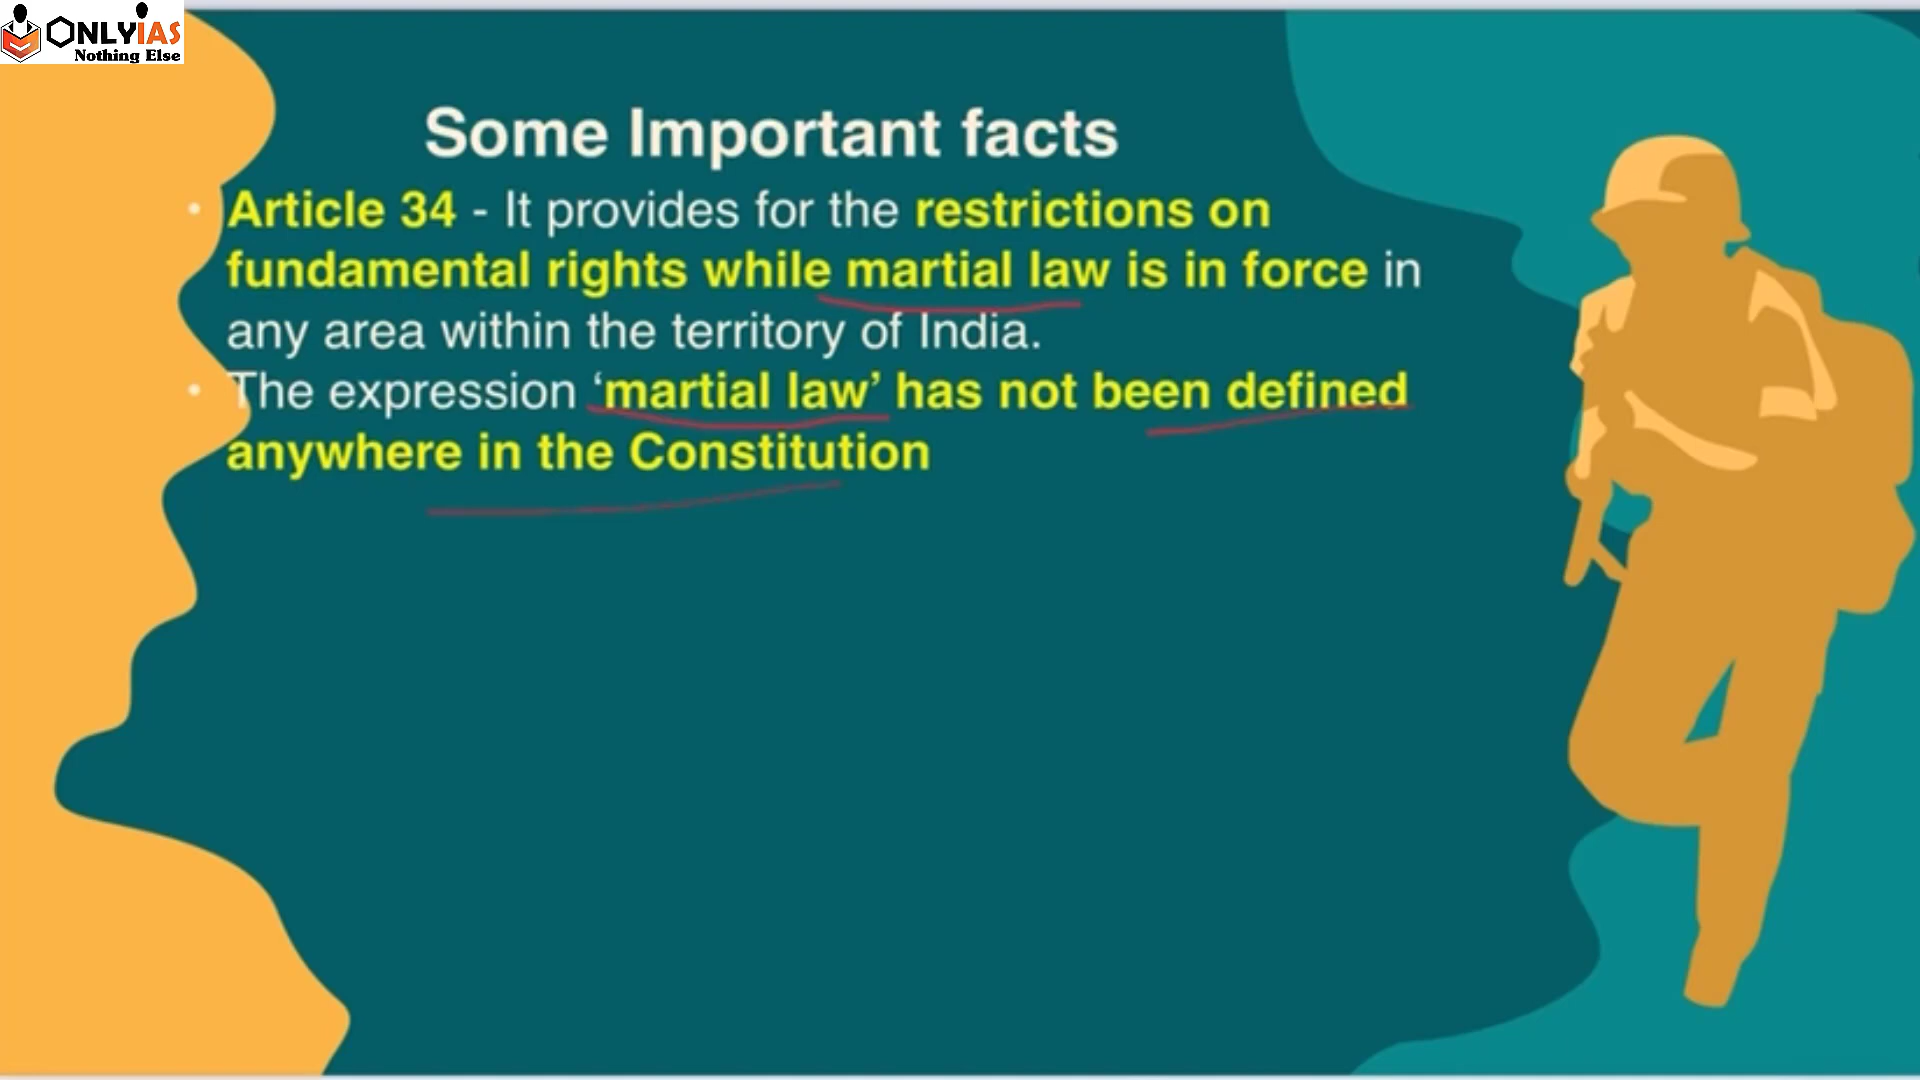 ONLYIAS
Nothing Else
Some Important facts
• Article 34 - It provides for the restrictions on
fundamental rights while martial law is in force in
any area within the territory of India.
• The expression ‘martial law’ has not been defined
anywhere in the Constitution